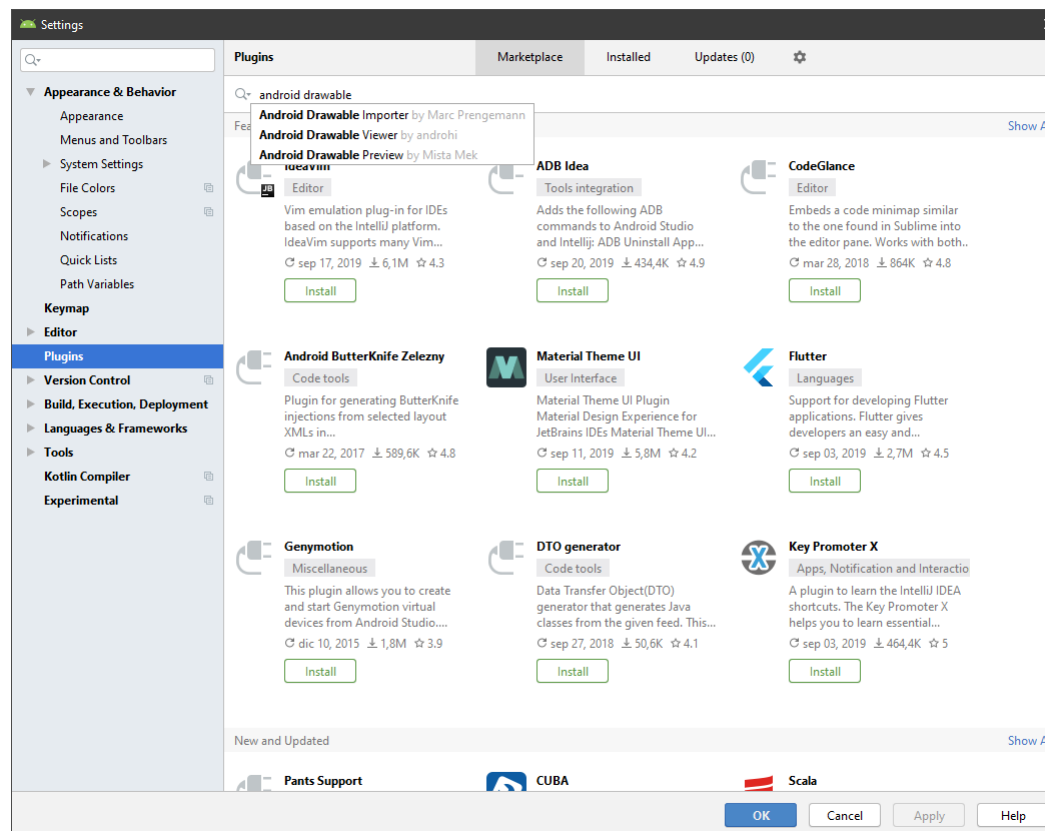 Settings
Plugins
Marketplace
Installed
Updates (0)
Appearance & Behavior
Appearance
Menus and Toolbars
System Settings
File Colors
Scopes
Notifications
Quick Lists
Path Variables
Keymap
Editor
Plugins
Version Control
Build, Execution, Deployment
Languages & Frameworks
Tools
Kotlin Compiler
Experimental
android drawable
Android Drawable Importer by Marc Prengemann
Android Drawable Viewer by androhi
Android Drawable Preview by Mista Mek
Show
IdeaVim
Editor
Vim emulation plug-in for IDEs
based on the IntelliJ platform.
IdeaVim supports many Vim...
sep 17, 2019 6,1M 4.3
Install
ADB Idea
Tools integration
Adds the following ADB
commands to Android Studio
and Intellij: ADB Uninstall App...
sep 20, 2019 434,4K 4.9
Install
CodeGlance
Editor
Embeds a code minimap similar
to the one found in Sublime into
the editor pane. Works with both..
mar 28, 2018 864K 4.8
Install
Android ButterKnife Zelezny
Code tools
Plugin for generating ButterKnife
injections from selected layout
XMLs in...
mar 22, 2017 589,6K 4.8
Install
Material Theme UI
User Interface
Material Theme UI Plugin
Material Design Experience for
JetBrains IDEs Material Theme UI...
sep 11, 2019 5,8M 4.2
Install
Flutter
Languages
Support for developing Flutter
applications. Flutter gives
developers an easy and...
sep 03, 2019 2,7M 4.5
Install
Genymotion
Miscellaneous
This plugin allows you to create
and start Genymotion virtual
devices from Android Studio....
dic 10, 2015 1,8M 3.9
Install
DTO generator
Code tools
Data Transfer Object(DTO)
generator that generates Java
classes from the given feed. This...
sep 27, 2018 50,6K 4.1
Install
Key Promoter X
Apps, Notification and Interactio
A plugin to learn the IntelliJ IDEA
shortcuts. The Key Promoter X
helps you to learn essential...
sep 03, 2019 464,4K 5
Install
New and Updated
Show
Pants Support
CUBA
Scala
OK
Cancel
Apply
Help